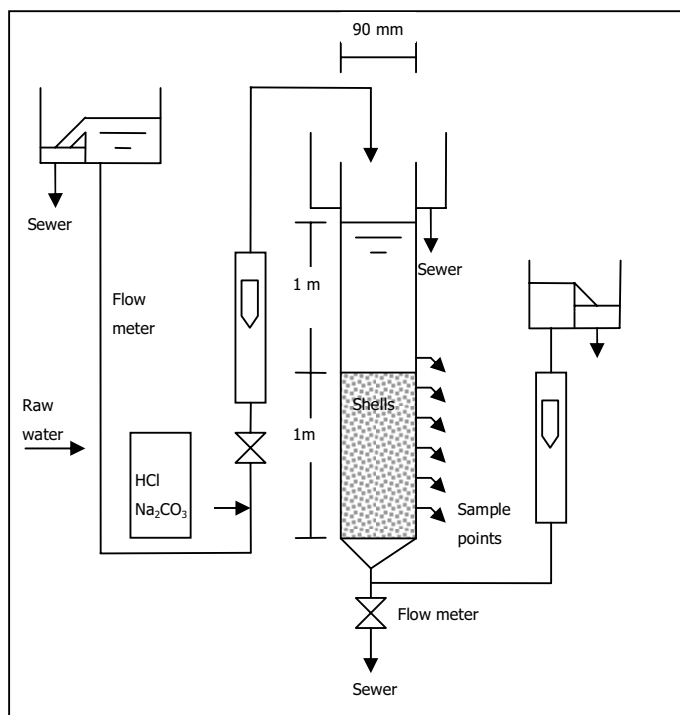 90 mm
Sewer
Sewer
Flow
meter
1 m
Raw
water
Shells
1m
HCl
Na₂CO₃
Sample
points
Flow meter
Sewer